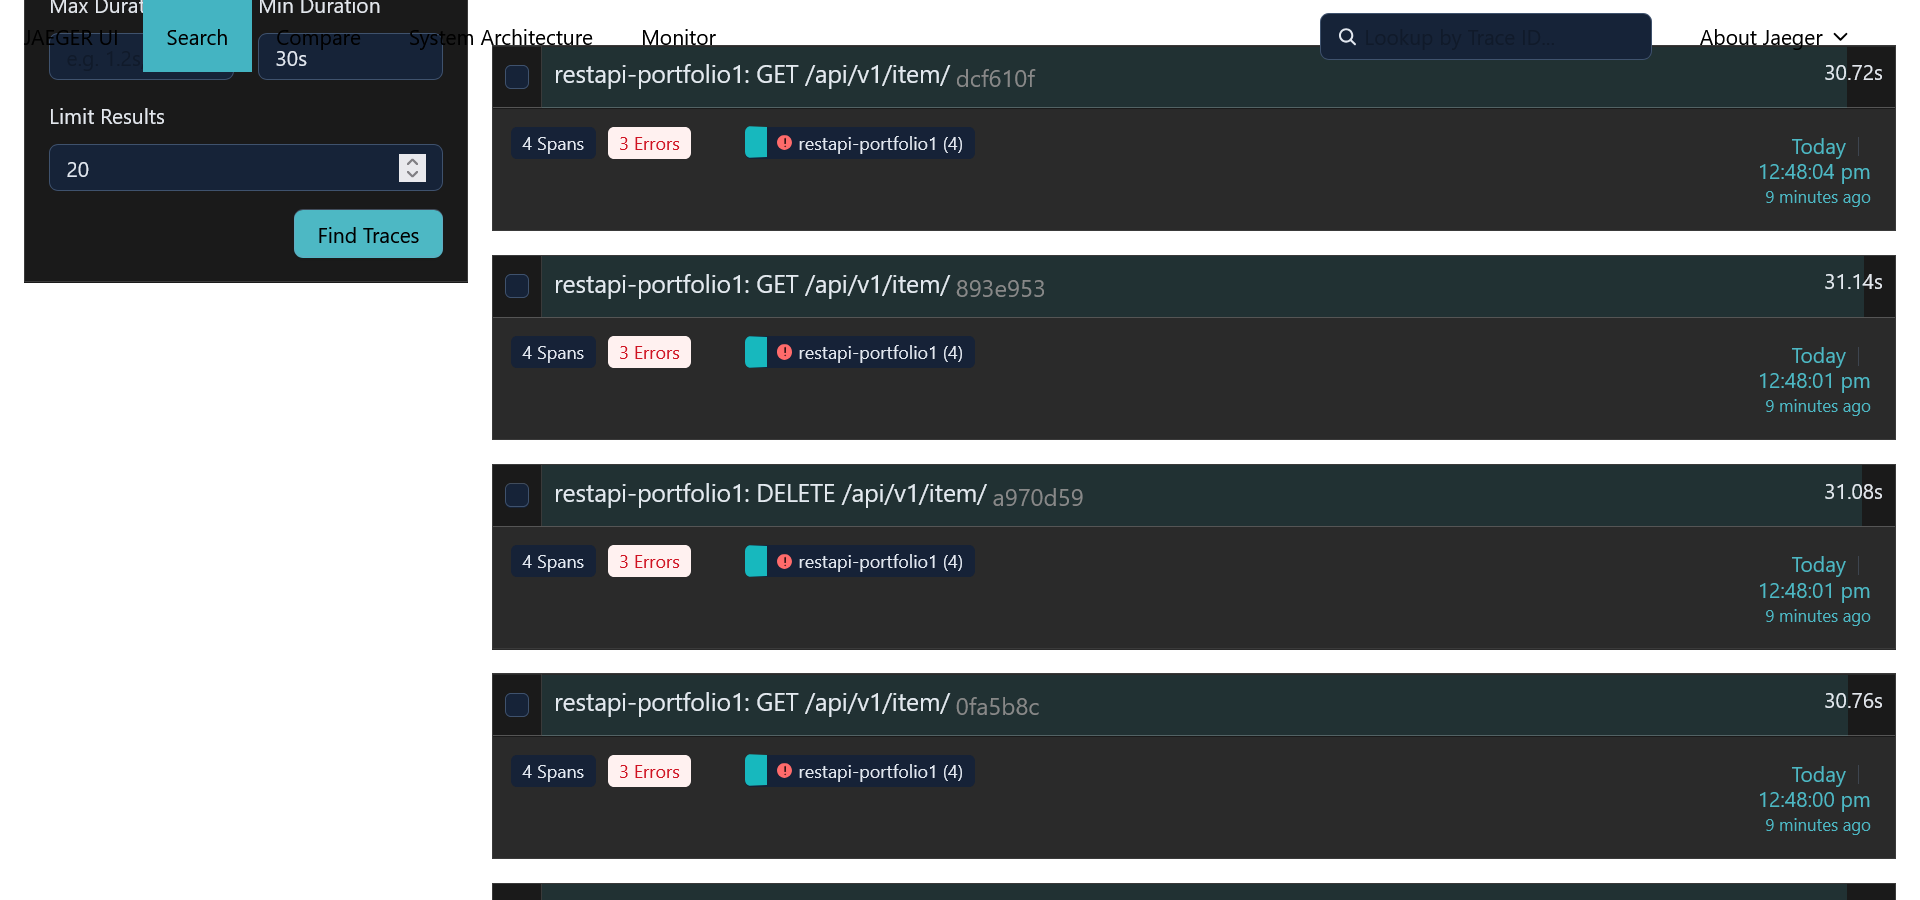 Max Durat
Min Duration
JAEGER UI
Search
Compare
System Architecture
Monitor
Lookup by Trace ID...
About Jaeger
e.g. 1.2s
30s
Limit Results
20
Find Traces
restapi-portfolio1: GET /api/v1/item/ dcf610f
30.72s
4 Spans
3 Errors
restapi-portfolio1 (4)
Today
12:48:04 pm
9 minutes ago
restapi-portfolio1: GET /api/v1/item/ 893e953
31.14s
4 Spans
3 Errors
restapi-portfolio1 (4)
Today
12:48:01 pm
9 minutes ago
restapi-portfolio1: DELETE /api/v1/item/ a970d59
31.08s
4 Spans
3 Errors
restapi-portfolio1 (4)
Today
12:48:01 pm
9 minutes ago
restapi-portfolio1: GET /api/v1/item/ 0fa5b8c
30.76s
4 Spans
3 Errors
restapi-portfolio1 (4)
Today
12:48:00 pm
9 minutes ago